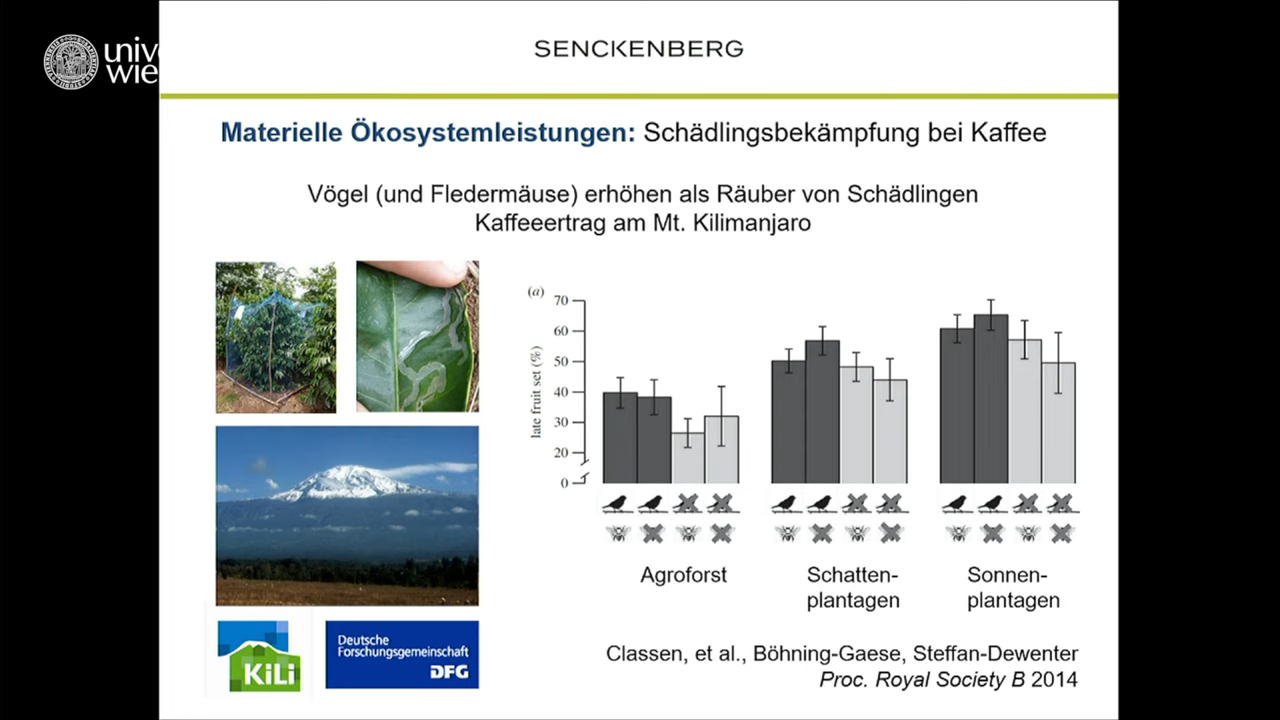 univ
wie
SENCKENBERG
Materielle Ökosystemleistungen: Schädlingsbekämpfung bei Kaffee
Vögel (und Fledermäuse) erhöhen als Räuber von Schädlingen
Kaffeeertrag am Mt. Kilimanjaro
(a)
late fruit set (%)
70
60
50
40
30
20
0
Agroforst
Schatten-
plantagen
Sonnen-
plantagen
KiLi
Deutsche
Forschungsgemeinschaft
DFG
Classen, et al., Böhning-Gaese, Steffan-Dewenter
Proc. Royal Society B 2014